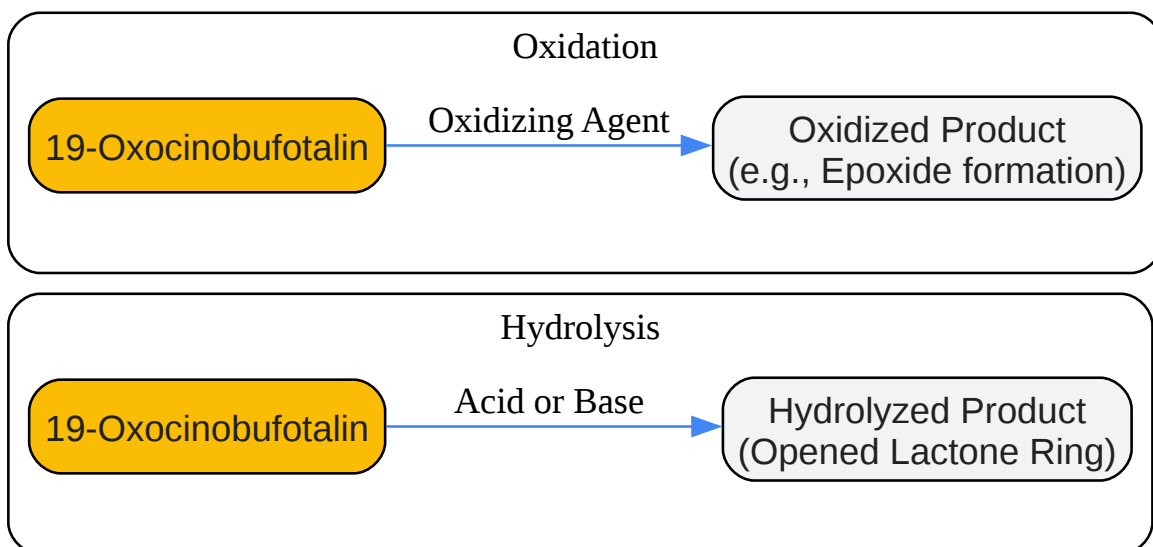 Oxidation
19-Oxocinobufotalin
Oxidizing Agent
Oxidized Product
(e.g., Epoxide formation)
Hydrolysis
19-Oxocinobufotalin
Acid or Base
Hydrolyzed Product
(Opened Lactone Ring)